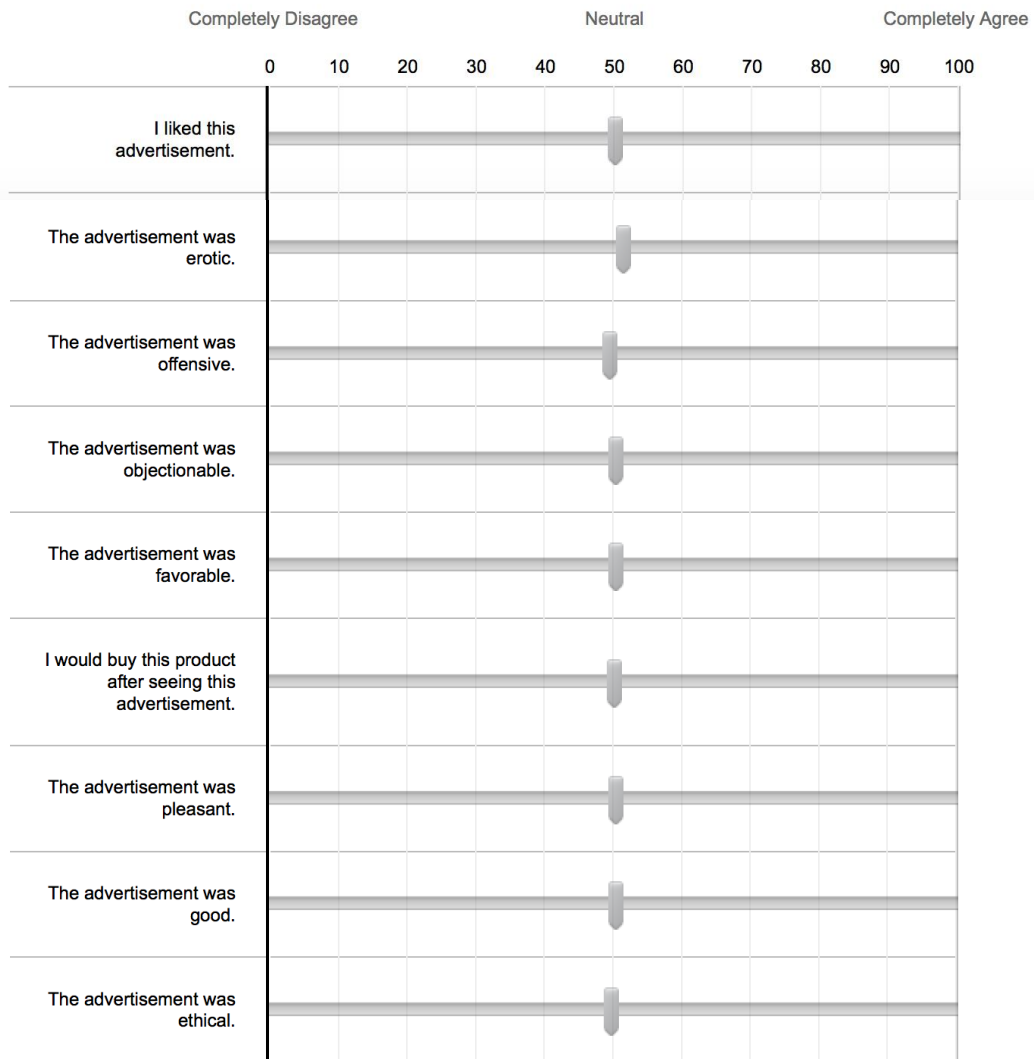 Completely Disagree Neutral Completely Agree
0 10 20 30 40 50 60 70 80 90 100
I liked this
advertisement.
The advertisement was
erotic.
The advertisement was
offensive.
The advertisement was
objectionable.
The advertisement was
favorable.
I would buy this product
after seeing this
advertisement.
The advertisement was
pleasant.
The advertisement was
good.
The advertisement was
ethical.